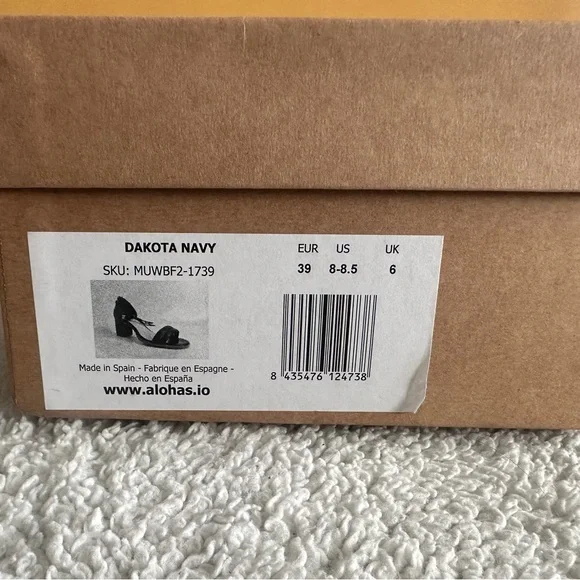 DAKOTA NAVY
SKU: MUWBF2-1739
EUR US UK
39 8-8.5 6
Made in Spain - Fabrique en Espagne -
Hecho en España
www.alohas.io
8 435476 124738